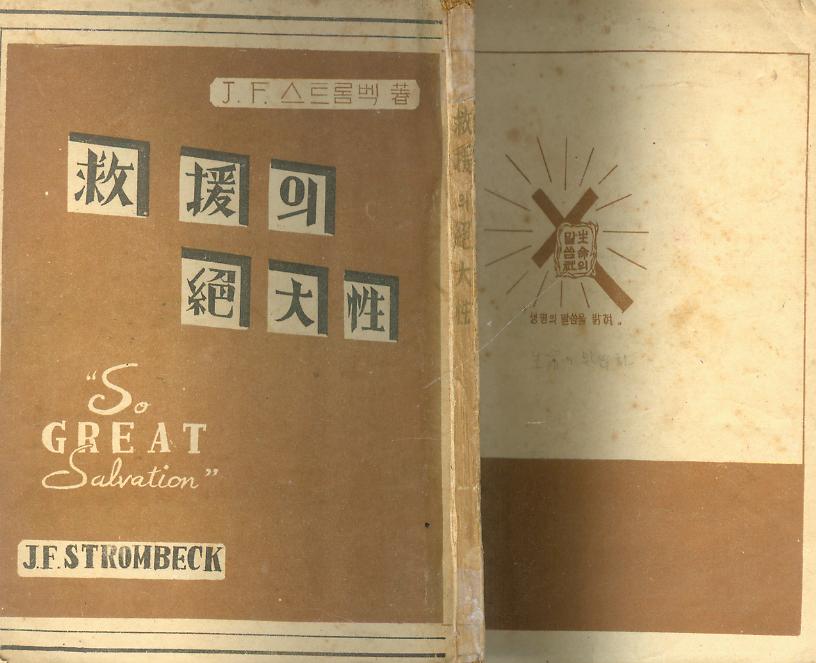 J. F. 스트롬벡 著
救援의
絕大性
"So
GREAT
Salvation"
J.F. STROMBECK
救援의 絕大性
生命의
말씀社
생명의 말씀을 밝혀